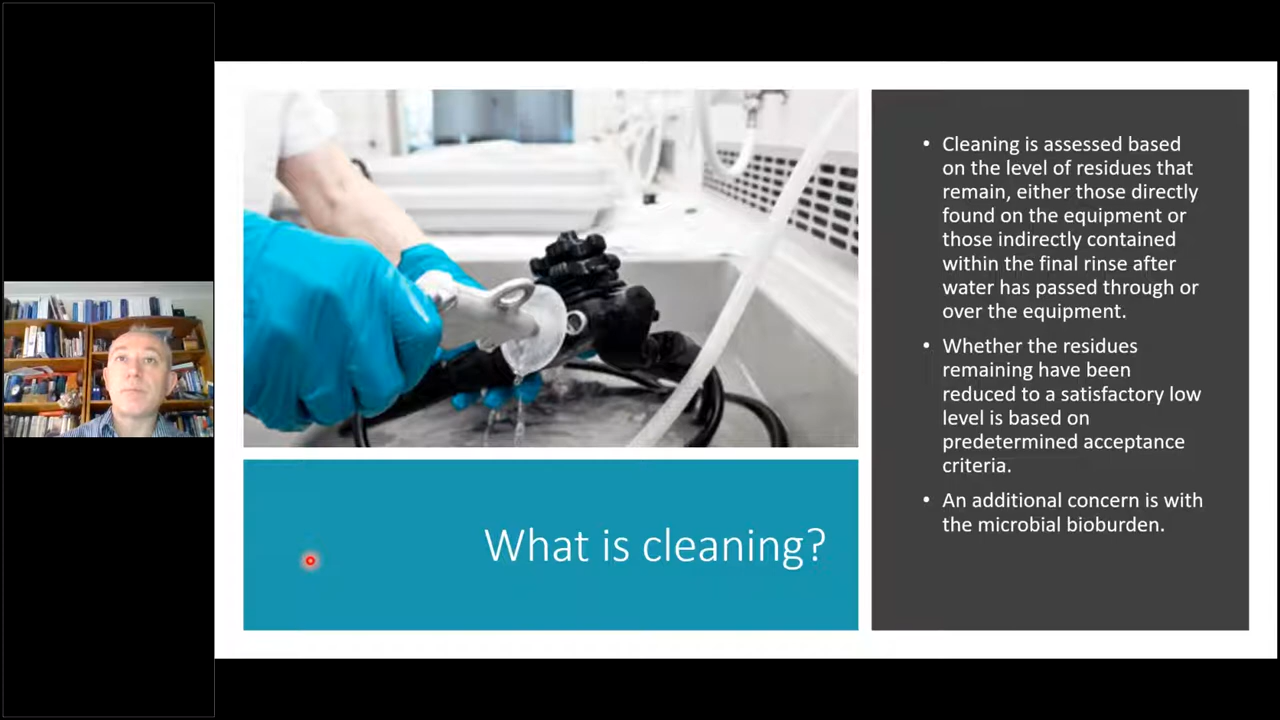 • Cleaning is assessed based
on the level of residues that
remain, either those directly
found on the equipment or
those indirectly contained
within the final rinse after
water has passed through or
over the equipment.
• Whether the residues
remaining have been
reduced to a satisfactory low
level is based on
predetermined acceptance
criteria.
• An additional concern is with
the microbial bioburden.
What is cleaning?